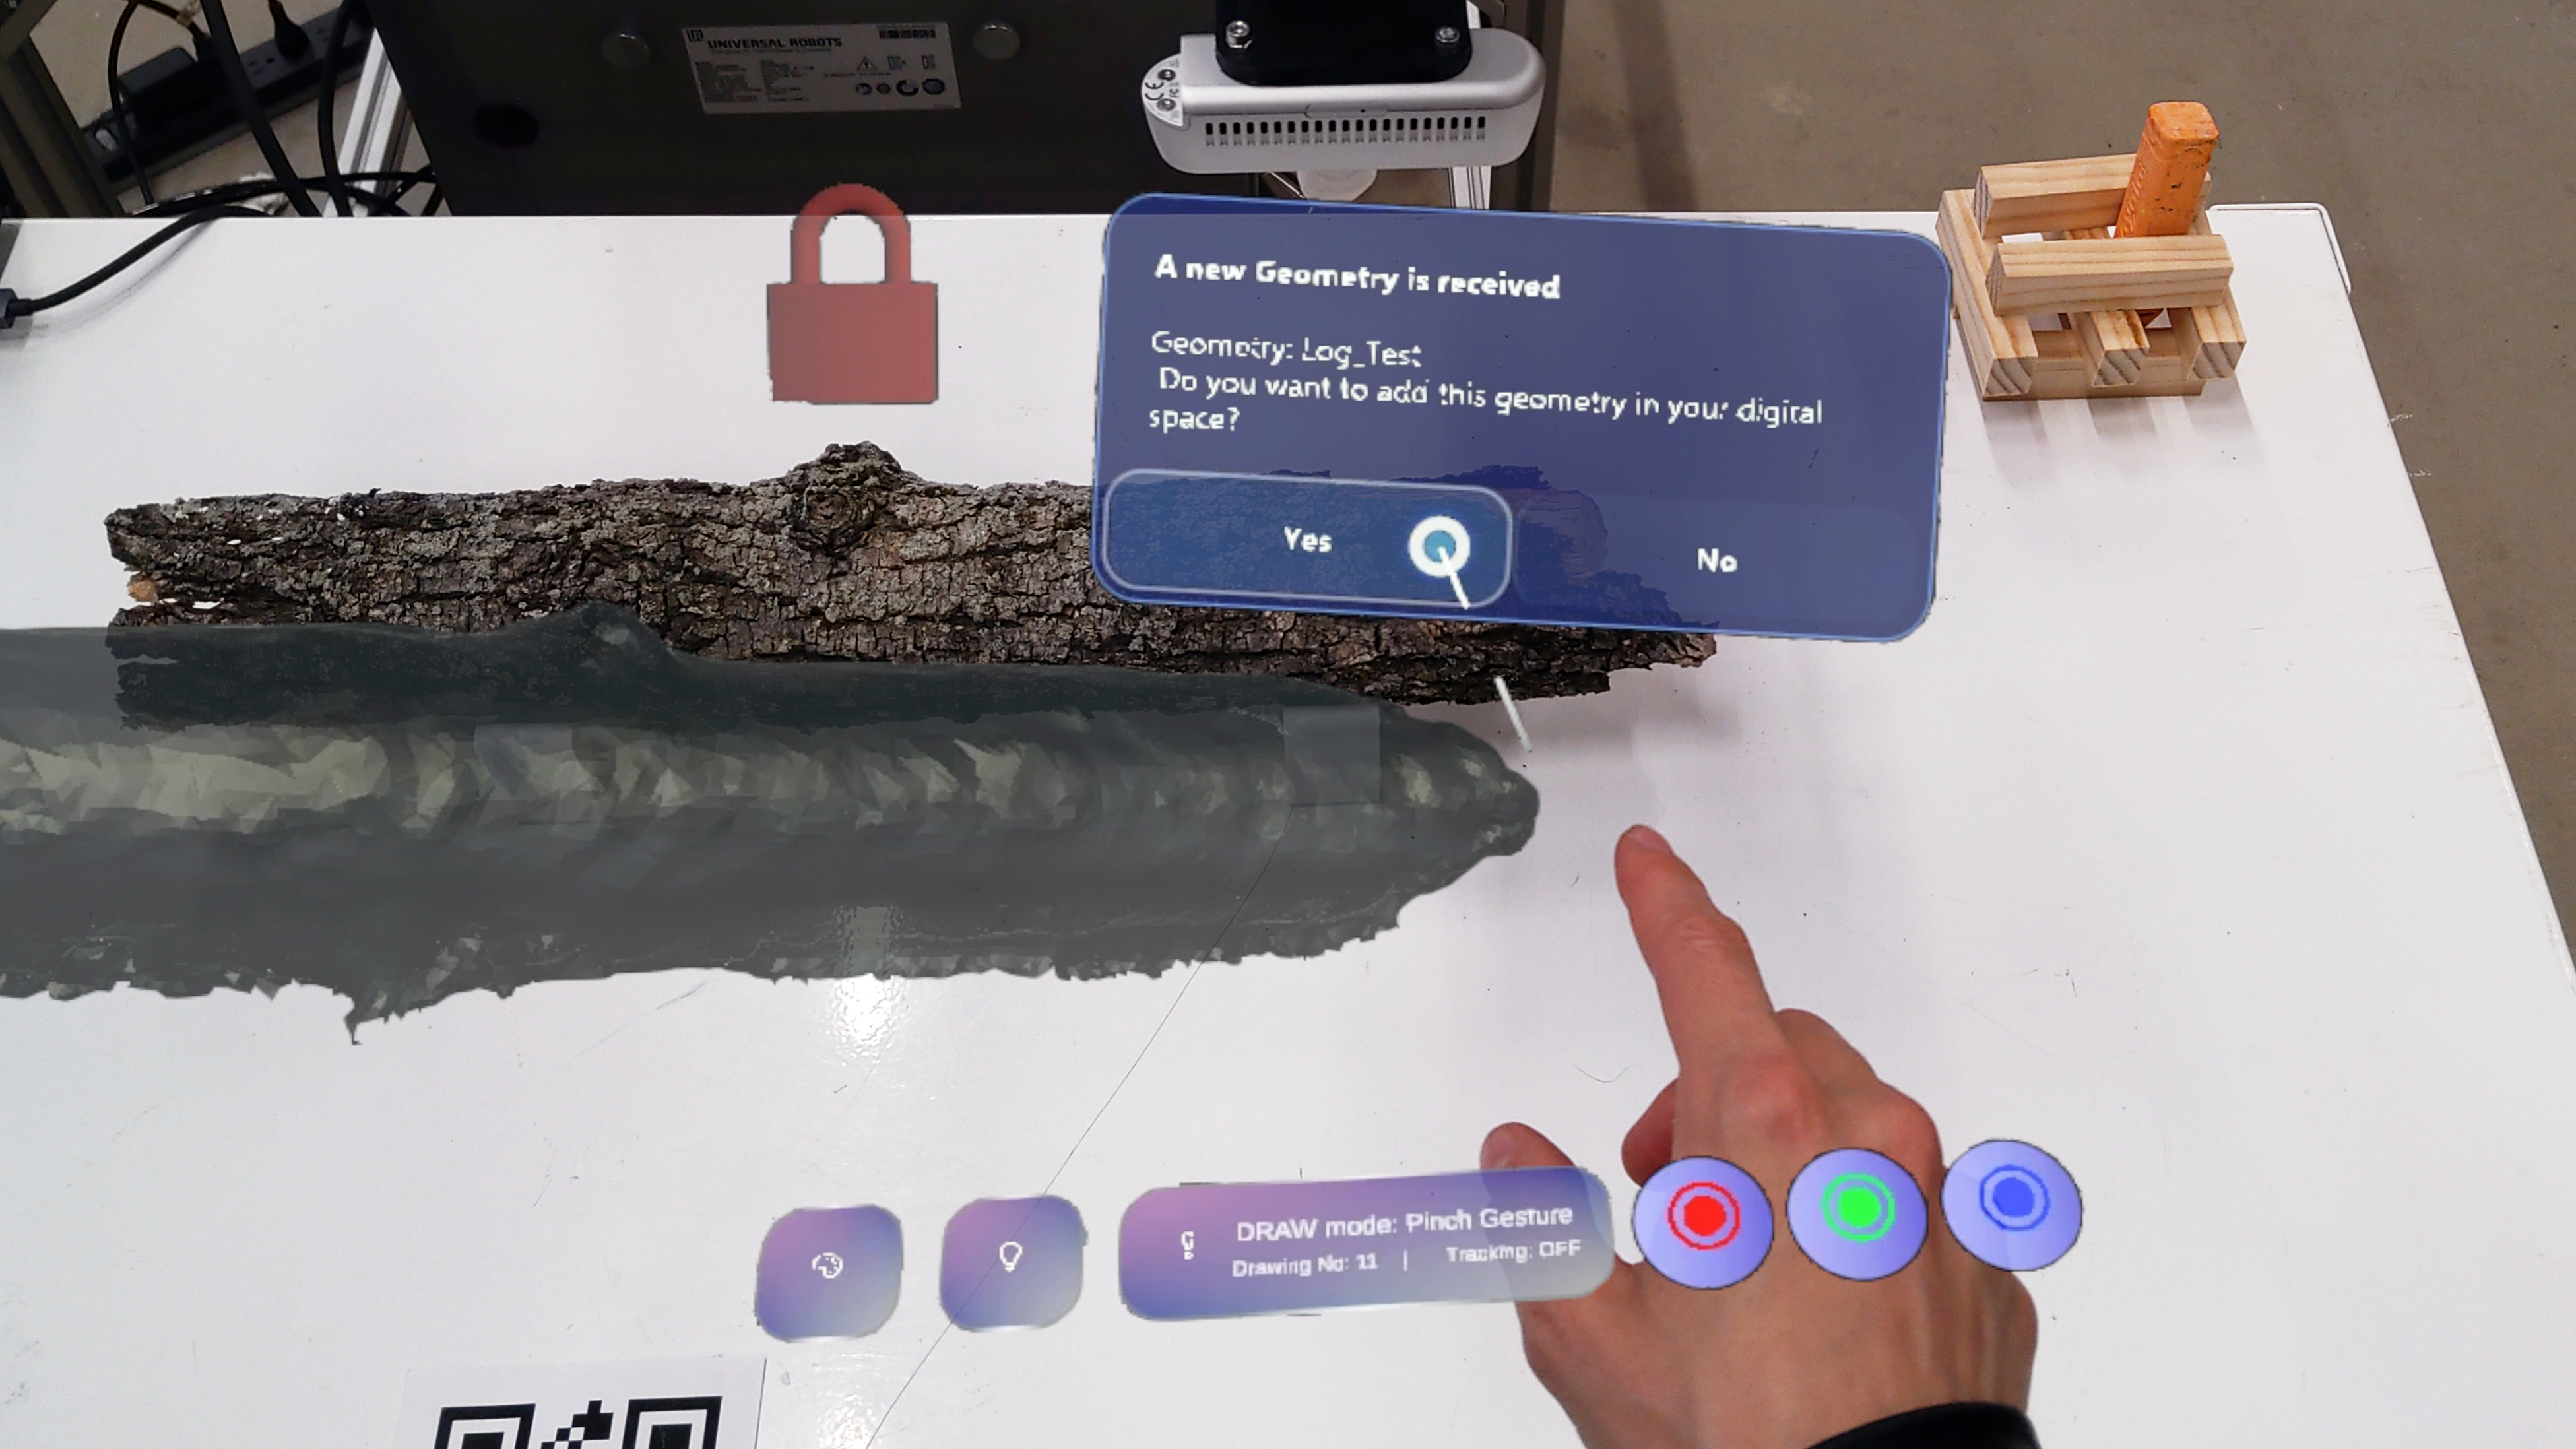 UNIVERSAL ROBOTS
CE
A new Geometry is received
Geometry: Log_Test
Do you want to add this geometry in your digital
space?
Yes
No
DRAW mode: Pinch Gesture
Drawing No: 11 | Tracking: OFF